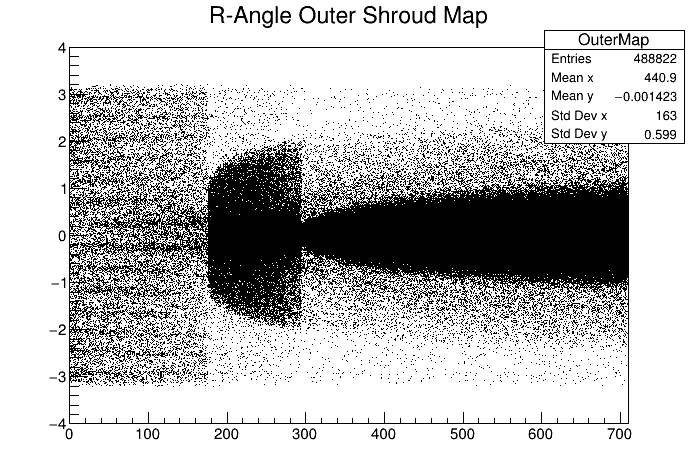 R-Angle Outer Shroud Map
OuterMap
Entries 488822
Mean x 440.9
Mean y −0.001423
Std Dev x 163
Std Dev y 0.599
4
3
2
1
0
−1
−2
−3
−4
0 100 200 300 400 500 600 700